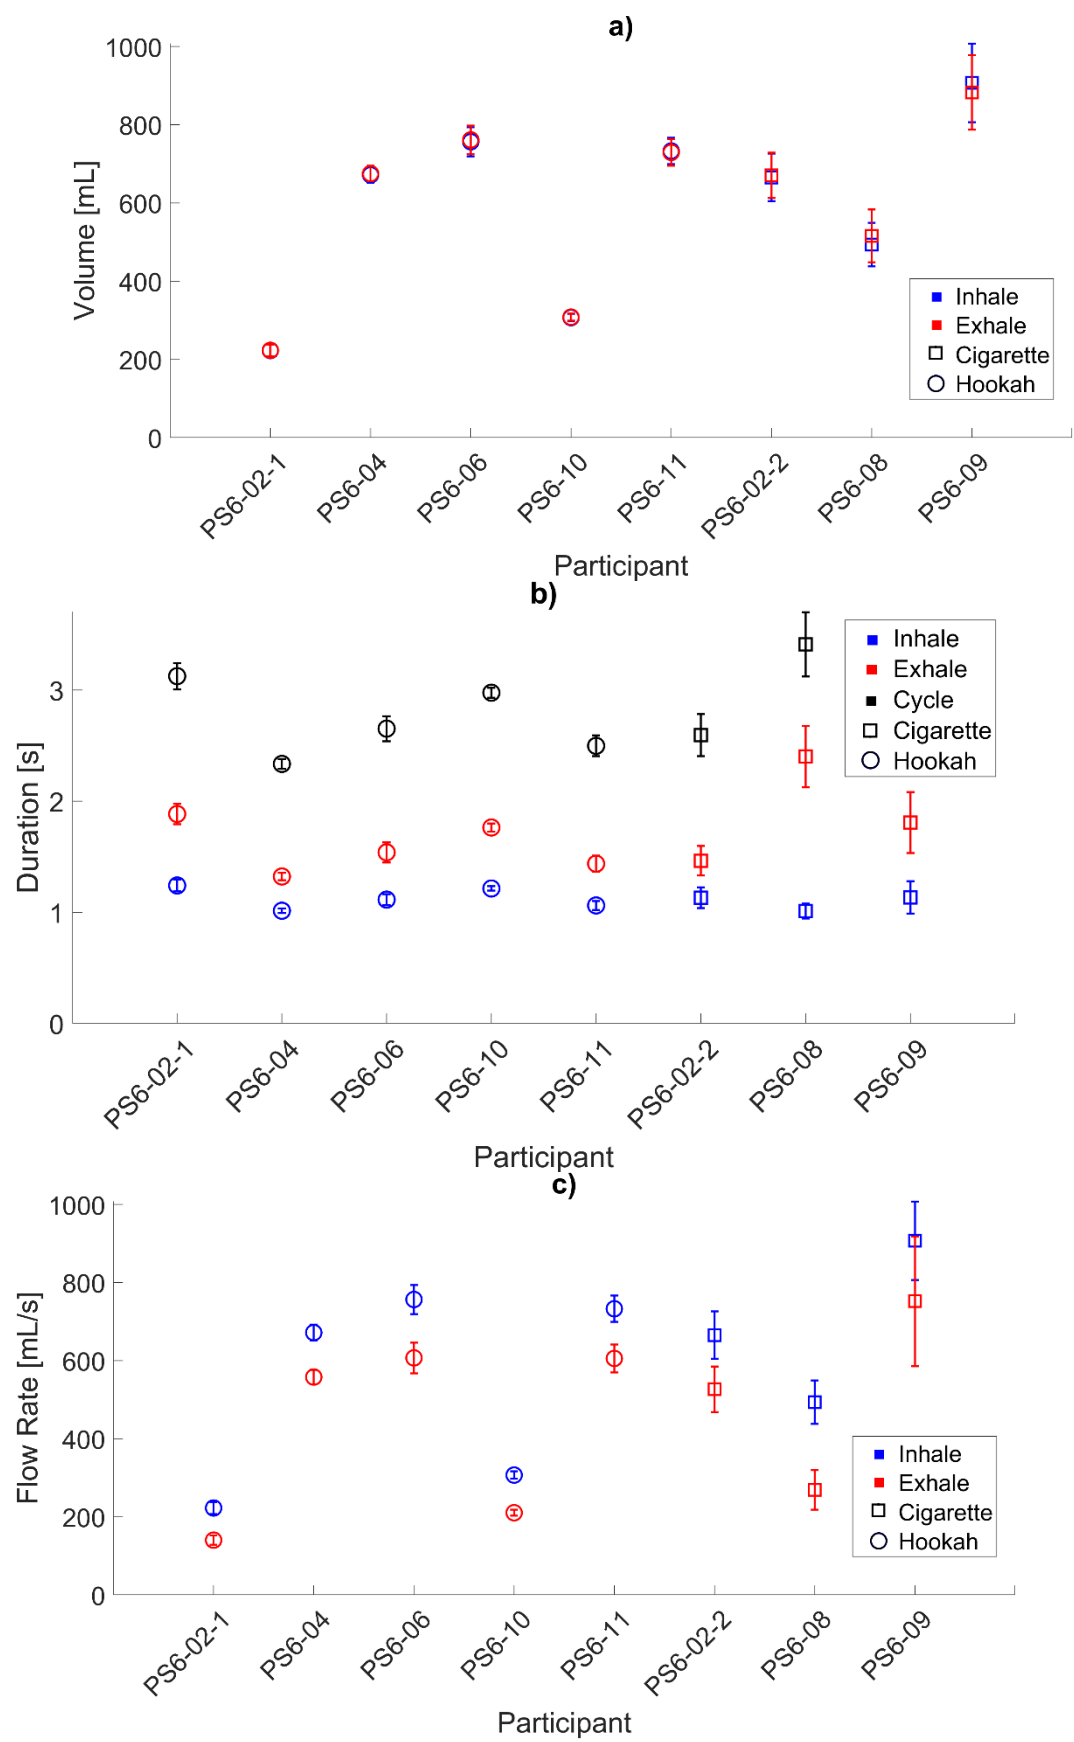 a)
1000
800
600
400
200
0
Volume [mL]
Inhale
Exhale
Cigarette
Hookah
PS6-02-1
PS6-04
PS6-06
PS6-10
PS6-11
PS6-02-2
PS6-08
PS6-09
Participant
b)
3
2
1
0
Duration [s]
Inhale
Exhale
Cycle
Cigarette
Hookah
PS6-02-1
PS6-04
PS6-06
PS6-10
PS6-11
PS6-02-2
PS6-08
PS6-09
Participant
c)
1000
800
600
400
200
0
Flow Rate [mL/s]
Inhale
Exhale
Cigarette
Hookah
PS6-02-1
PS6-04
PS6-06
PS6-10
PS6-11
PS6-02-2
PS6-08
PS6-09
Participant